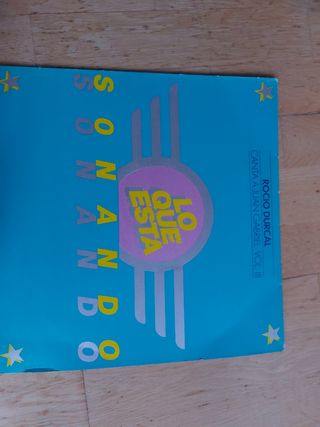 ROCIO DURCAL
CANTA A JUAN GABRIEL VOL. III
LO
QUE
ESTA
SONANDO
SONANDO